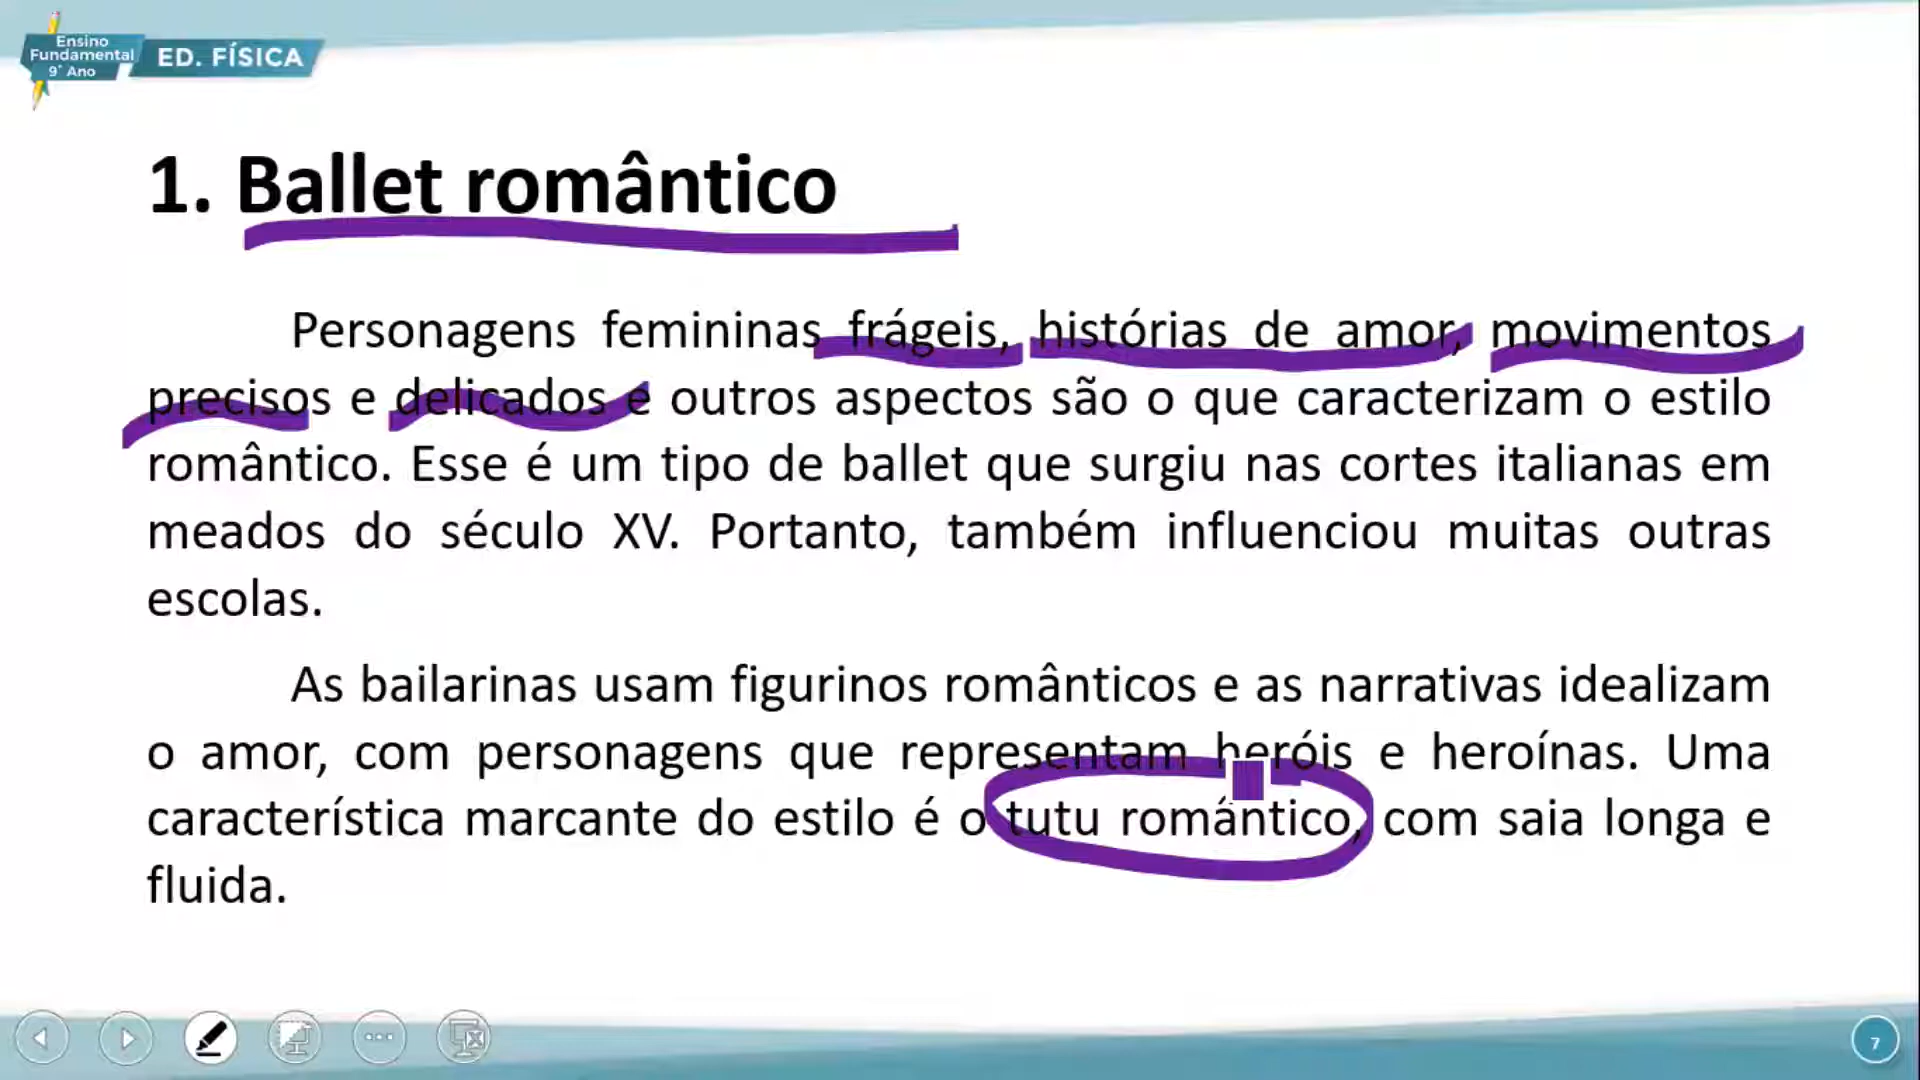 Ensino
Fundamental
9° Ano
ED. FÍSICA
1. Ballet romântico
Personagens femininas frágeis, histórias de amor, movimentos
precisos e delicados e outros aspectos são o que caracterizam o estilo
romântico. Esse é um tipo de ballet que surgiu nas cortes italianas em
meados do século XV. Portanto, também influenciou muitas outras
escolas.
As bailarinas usam figurinos românticos e as narrativas idealizam
o amor, com personagens que representam heróis e heroínas. Uma
característica marcante do estilo é o tutu romântico, com saia longa e
fluida.
7